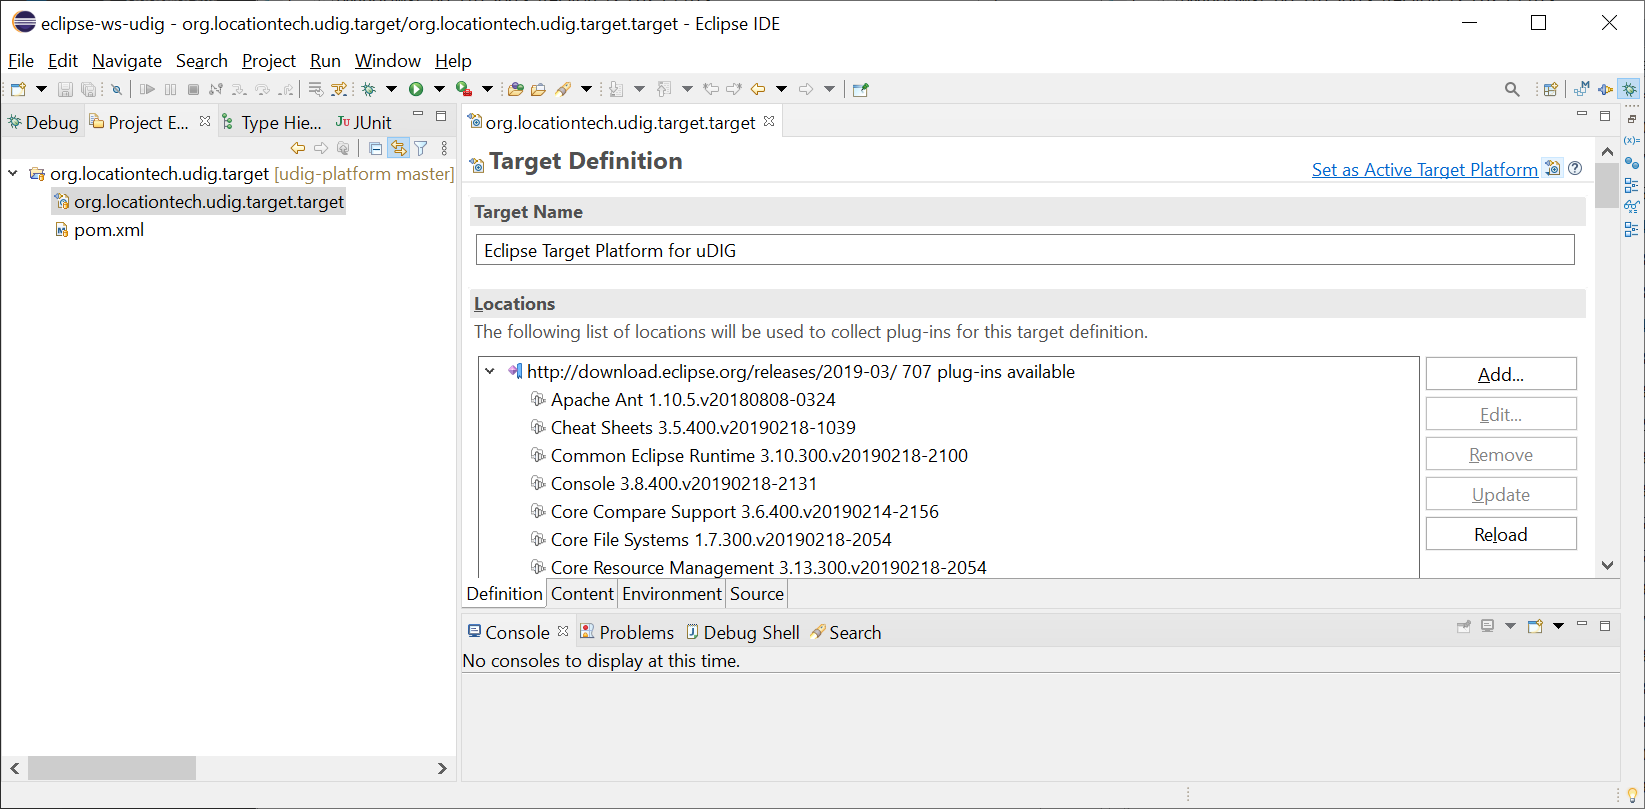 eclipse-ws-udig - org.locationtech.udig.target/org.locationtech.udig.target.target - Eclipse IDE
File Edit Navigate Search Project Run Window Help
Debug Project E... Type Hie... JUnit
org.locationtech.udig.target [udig-platform master]
org.locationtech.udig.target.target
pom.xml
org.locationtech.udig.target.target
Target Definition
Set as Active Target Platform
Target Name
Eclipse Target Platform for uDIG
Locations
The following list of locations will be used to collect plug-ins for this target definition.
http://download.eclipse.org/releases/2019-03/ 707 plug-ins available
Apache Ant 1.10.5.v20180808-0324
Cheat Sheets 3.5.400.v20190218-1039
Common Eclipse Runtime 3.10.300.v20190218-2100
Console 3.8.400.v20190218-2131
Core Compare Support 3.6.400.v20190214-2156
Core File Systems 1.7.300.v20190218-2054
Core Resource Management 3.13.300.v20190218-2054
Add...
Edit...
Remove
Update
Reload
Definition Content Environment Source
Console Problems Debug Shell Search
No consoles to display at this time.